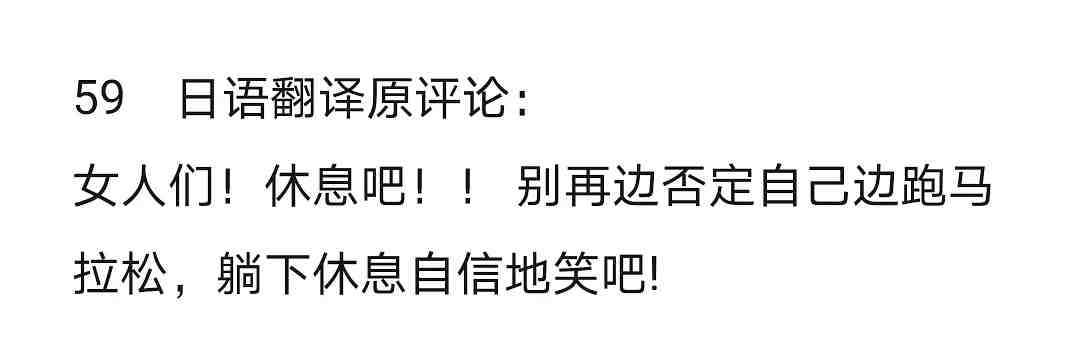 59　日语翻译原评论：
女人们！休息吧！！ 别再边否定自己边跑马
拉松，躺下休息自信地笑吧!